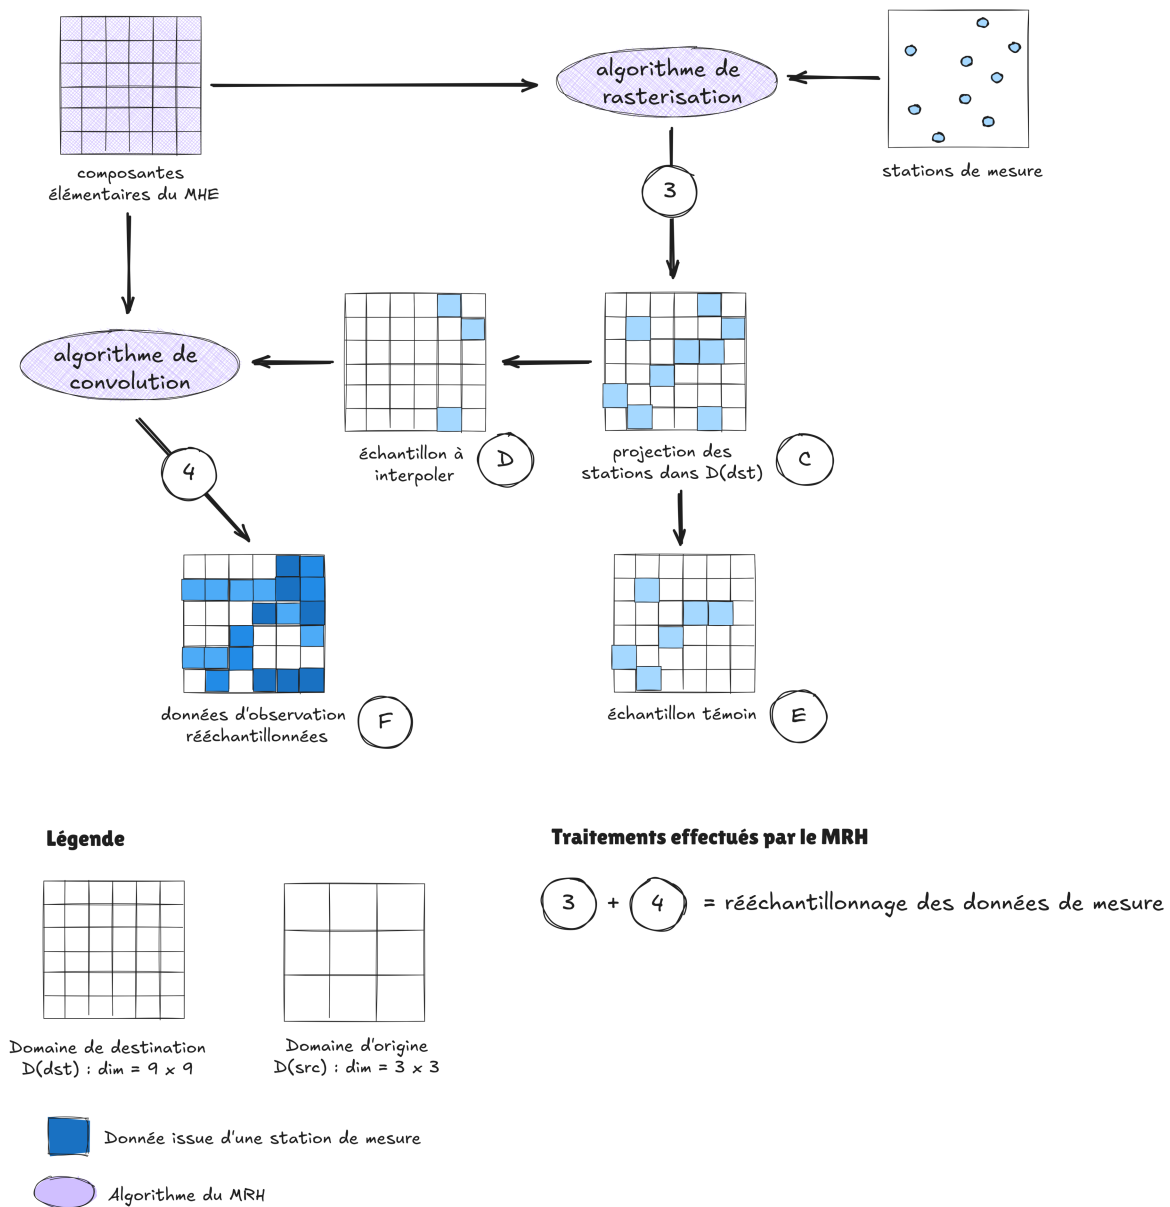 algorithme de
rasterisation
composantes
élémentaires du MHE
stations de mesure
3
algorithme de
convolution
échantillon à
interpoler
D
projection des
stations dans D(dst)
C
4
données d'observation
rééchantillonnées
F
échantillon témoin
E
Légende
Traitements effectués par le MRH
3 + 4 = rééchantillonnage des données de mesure
Domaine de destination
D(dst) : dim = 9 x 9
Domaine d'origine
D(src) : dim = 3 x 3
Donnée issue d'une station de mesure
Algorithme du MRH